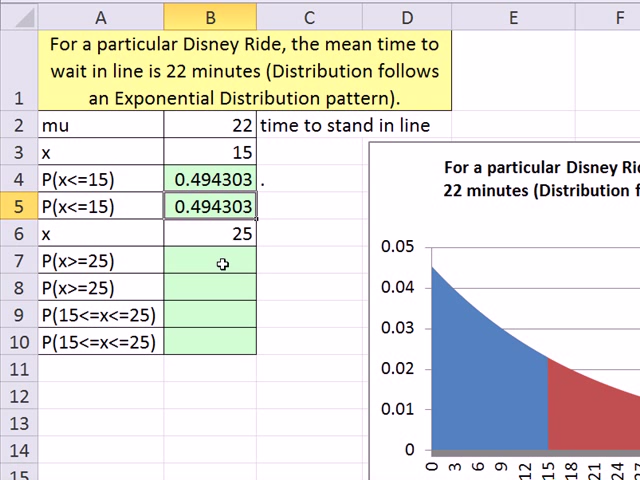 A B C D E F
1 For a particular Disney Ride, the mean time to
wait in line is 22 minutes (Distribution follows
an Exponential Distribution pattern).
2 mu 22 time to stand in line
3 x 15
4 P(x<=15) 0.494303 .
5 P(x<=15) 0.494303
6 x 25
7 P(x>=25)
8 P(x>=25)
9 P(15<=x<=25)
10 P(15<=x<=25)
11
12
13
14
15
For a particular Disney Ri
22 minutes (Distribution f
0.05
0.04
0.03
0.02
0.01
0
0 3 6 9 12 15 18 21 24 27